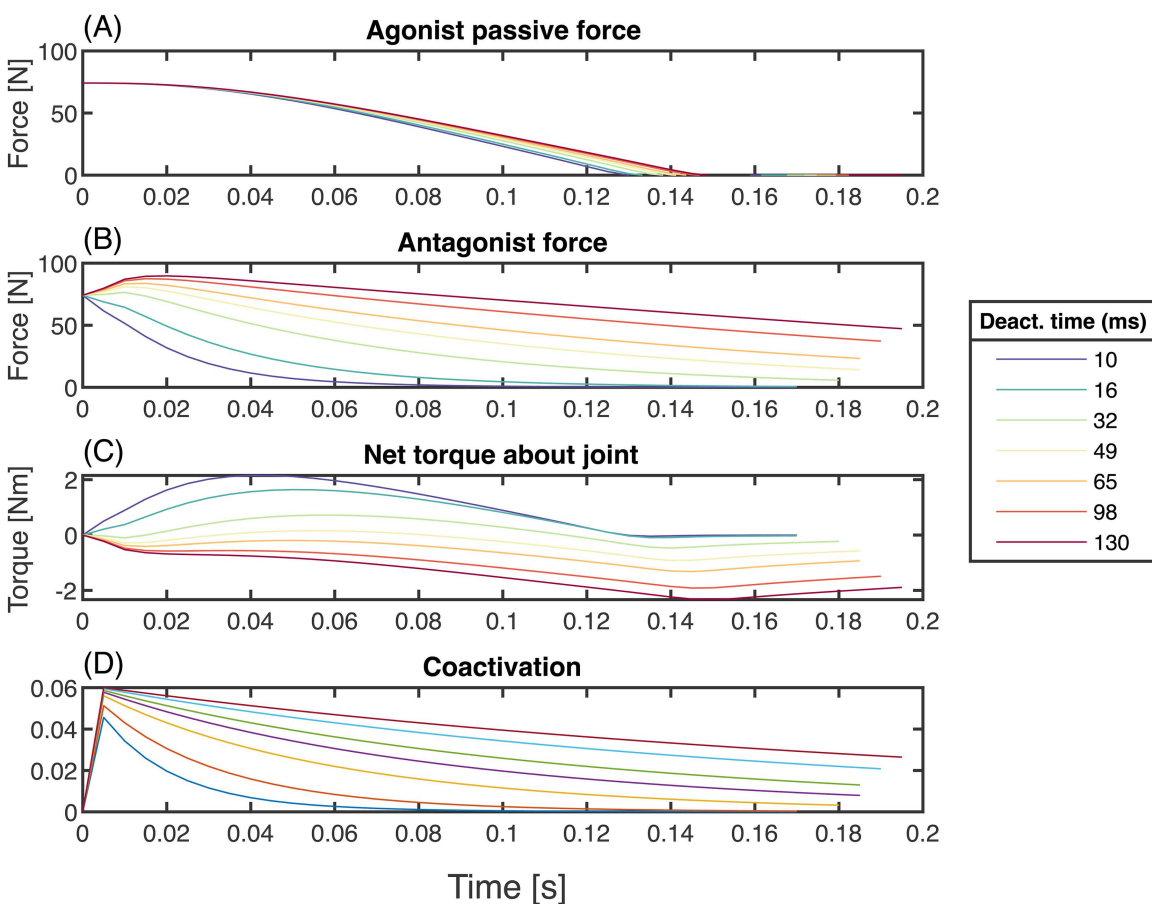 (A)
Agonist passive force
Force [N]
100
50
0
0 0.02 0.04 0.06 0.08 0.1 0.12 0.14 0.16 0.18 0.2
(B)
Antagonist force
Force [N]
100
50
0
0 0.02 0.04 0.06 0.08 0.1 0.12 0.14 0.16 0.18 0.2
(C)
Net torque about joint
Torque [Nm]
2
0
-2
0 0.02 0.04 0.06 0.08 0.1 0.12 0.14 0.16 0.18 0.2
(D)
Coactivation
0.06
0.04
0.02
0
0 0.02 0.04 0.06 0.08 0.1 0.12 0.14 0.16 0.18 0.2
Time [s]
Deact. time (ms)
10
16
32
49
65
98
130